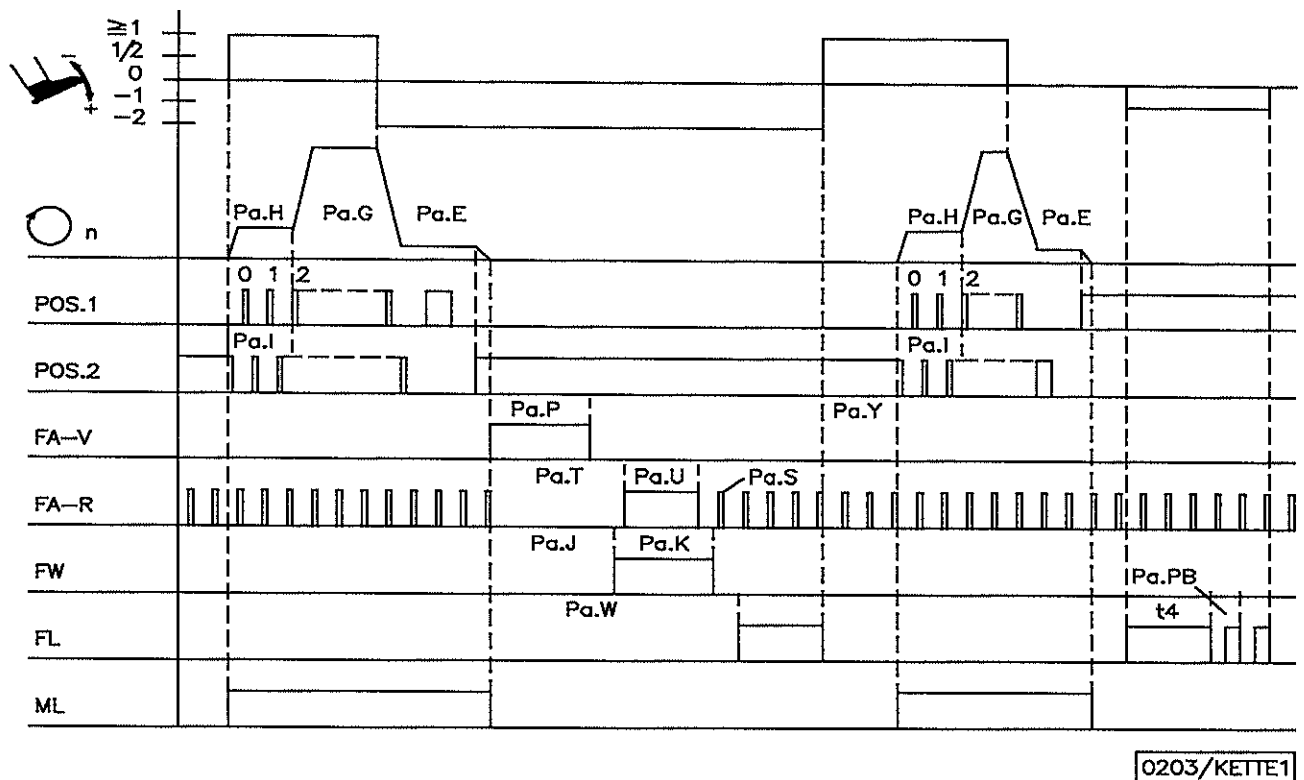 ≧1
1/2
0
-1
-2
-
+
n
Pa.H Pa.G Pa.E Pa.H Pa.G Pa.E
0 1 2 0 1 2
POS.1
Pa.I Pa.I
POS.2
Pa.P Pa.Y
FA-V
Pa.T Pa.U Pa.S
FA-R
Pa.J Pa.K
FW
Pa.W Pa.PB
t4
FL
ML
0203/KETTE1